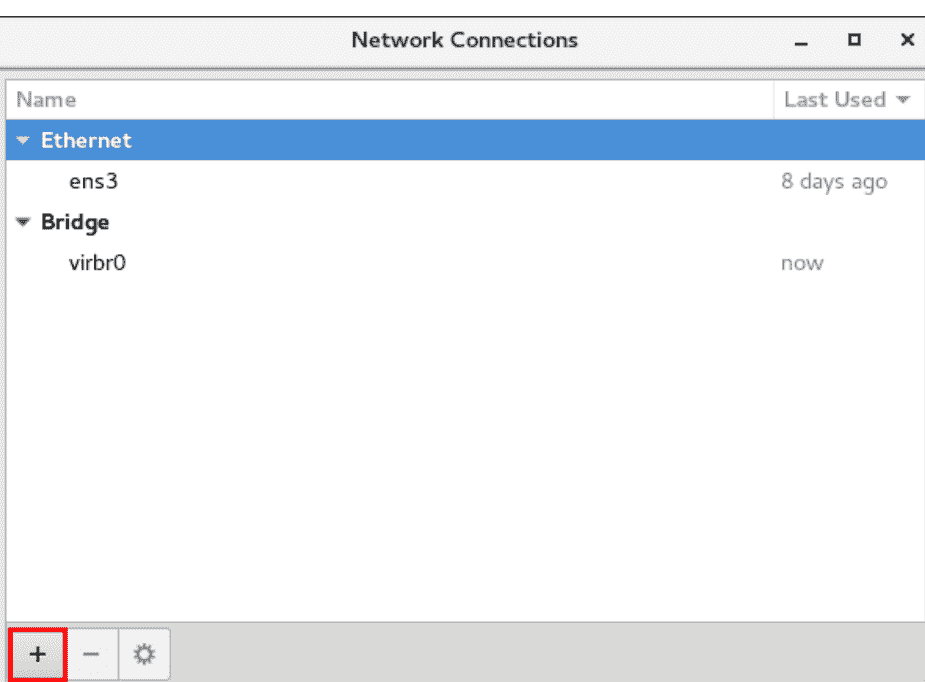 Network Connections
Name Last Used
Ethernet
ens3 8 days ago
Bridge
virbr0 now